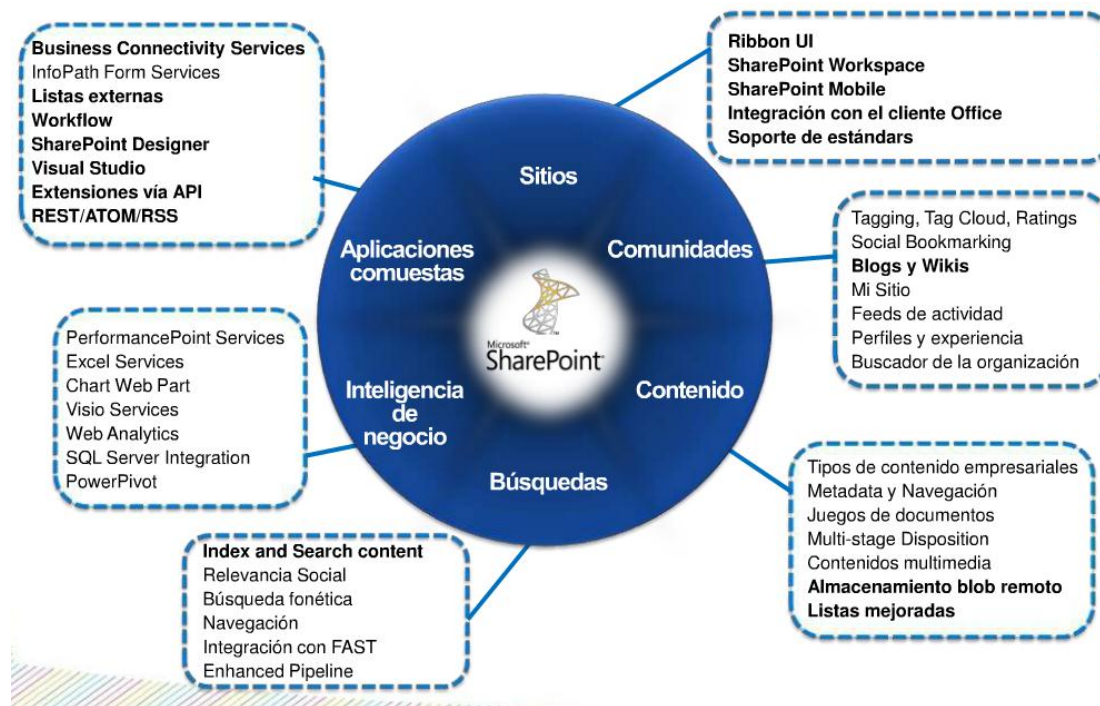 Business Connectivity Services
InfoPath Form Services
Listas externas
Workflow
SharePoint Designer
Visual Studio
Extensiones vía API
REST/ATOM/RSS
Ribbon UI
SharePoint Workspace
SharePoint Mobile
Integración con el cliente Office
Soporte de estándars
Sitios
Aplicaciones
comuestas
Comunidades
Tagging, Tag Cloud, Ratings
Social Bookmarking
Blogs y Wikis
Mi Sitio
Feeds de actividad
Perfiles y experiencia
Buscador de la organización
Microsoft®
SharePoint
PerformancePoint Services
Excel Services
Chart Web Part
Visio Services
Web Analytics
SQL Server Integration
PowerPivot
Inteligencia
de
negocio
Contenido
Búsquedas
Tipos de contenido empresariales
Metadata y Navegación
Juegos de documentos
Multi-stage Disposition
Contenidos multimedia
Almacenamiento blob remoto
Listas mejoradas
Index and Search content
Relevancia Social
Búsqueda fonética
Navegación
Integración con FAST
Enhanced Pipeline